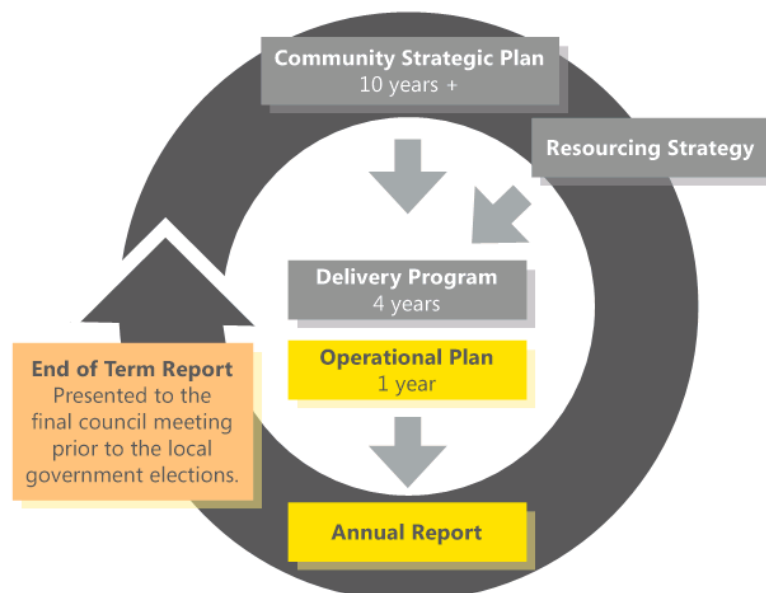 Community Strategic Plan
10 years +
Resourcing Strategy
Delivery Program
4 years
Operational Plan
1 year
End of Term Report
Presented to the
final council meeting
prior to the local
government elections.
Annual Report